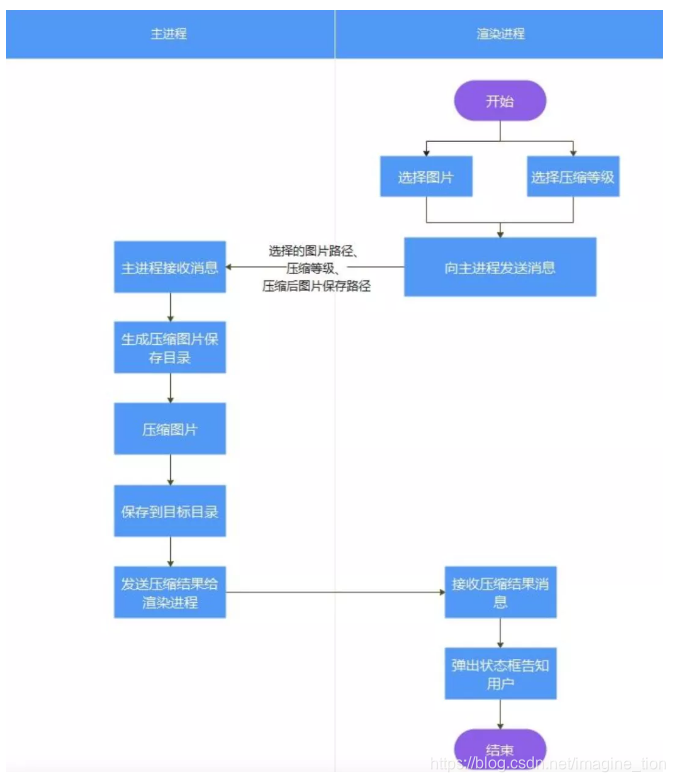 主进程
渲染进程
开始
选择图片
选择压缩等级
向主进程发送消息
选择的图片路径、
压缩等级、
压缩后图片保存路径
主进程接收消息
生成压缩图片保
存目录
压缩图片
保存到目标目录
发送压缩结果给
渲染进程
接收压缩结果消
息
弹出状态框告知
用户
结束
https://blog.csdn.net/imagine_tion